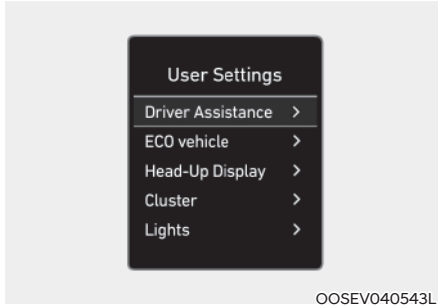 User Settings
Driver Assistance >
ECO vehicle >
Head-Up Display >
Cluster >
Lights >
OOSEV040543L